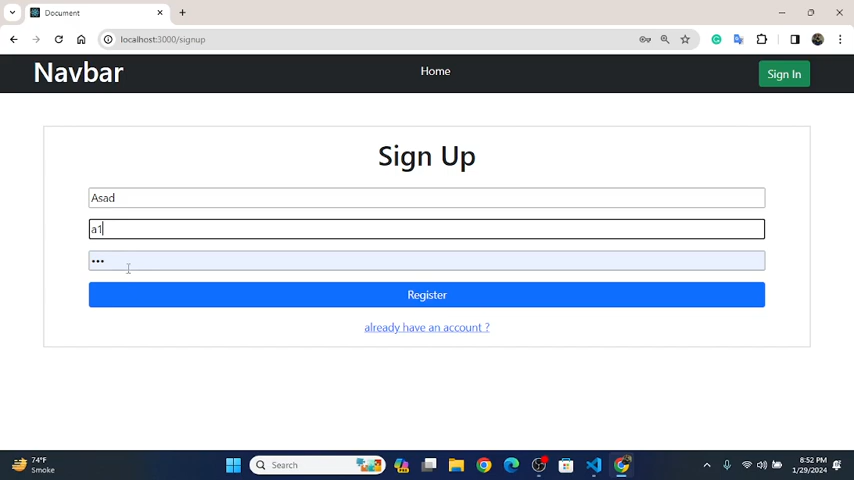 Document
localhost:3000/signup
Navbar
Home
Sign In
Sign Up
Asad
a1
•••
Register
already have an account ?
74°F
Smoke
Search
8:52 PM
1/29/2024